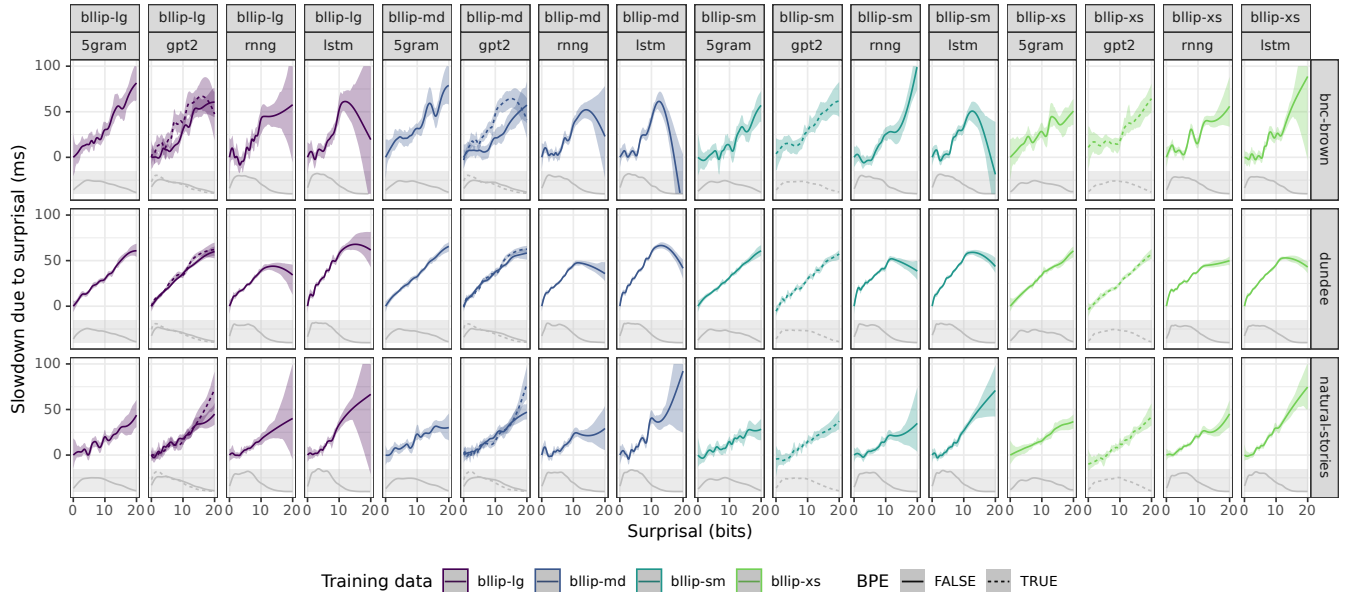 bllip-lg bllip-lg bllip-lg bllip-lg bllip-md bllip-md bllip-md bllip-md bllip-sm bllip-sm bllip-sm bllip-sm bllip-xs bllip-xs bllip-xs bllip-xs
5gram gpt2 rnng lstm 5gram gpt2 rnng lstm 5gram gpt2 rnng lstm 5gram gpt2 rnng lstm
Slowdown due to surprisal (ms)
100
50
0
bnc-brown
100
50
0
dundee
100
50
0
natural-stories
0 10 20 0 10 20 0 10 20 0 10 20 0 10 20 0 10 20 0 10 20 0 10 20 0 10 20 0 10 20 0 10 20 0 10 20 0 10 20 0 10 20 0 10 20 0 10 20
Surprisal (bits)
Training data bllip-lg bllip-md bllip-sm bllip-xs BPE FALSE TRUE